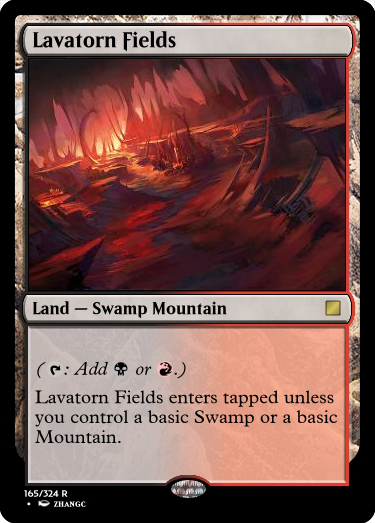 Lavatorn Fields
Land — Swamp Mountain
( : Add or .)
Lavatorn Fields enters tapped unless
you control a basic Swamp or a basic
Mountain.
165/324 R
• ZHANGC